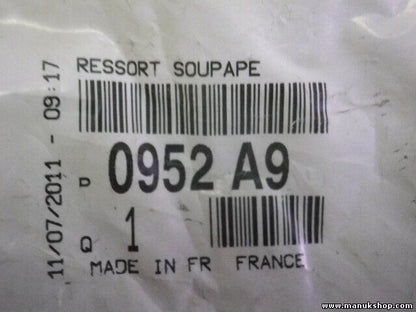 RESSORT SOUPAPE
P 0952 A9
Q 1
MADE IN FR FRANCE
11/07/2011 - 09:17
www.manukshop.com